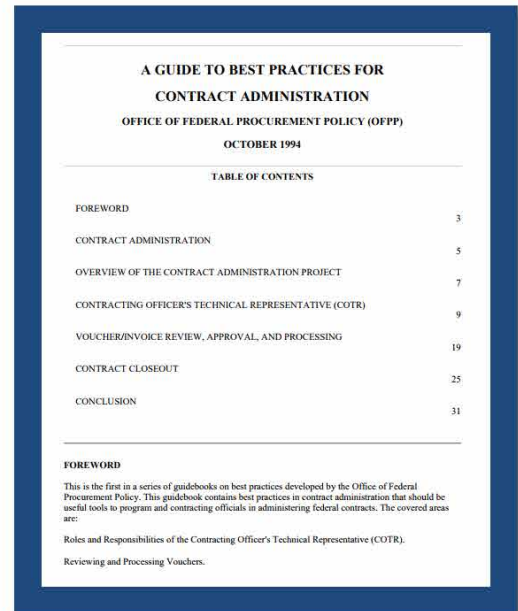 A GUIDE TO BEST PRACTICES FOR
CONTRACT ADMINISTRATION
OFFICE OF FEDERAL PROCUREMENT POLICY (OFPP)
OCTOBER 1994
TABLE OF CONTENTS
FOREWORD
3
CONTRACT ADMINISTRATION
5
OVERVIEW OF THE CONTRACT ADMINISTRATION PROJECT
7
CONTRACTING OFFICER'S TECHNICAL REPRESENTATIVE (COTR)
9
VOUCHER/INVOICE REVIEW, APPROVAL, AND PROCESSING
19
CONTRACT CLOSEOUT
25
CONCLUSION
31
FOREWORD
This is the first in a series of guidebooks on best practices developed by the Office of Federal
Procurement Policy. This guidebook contains best practices in contract administration that should be
useful tools to program and contracting officials in administering federal contracts. The covered areas
are:
Roles and Responsibilities of the Contracting Officer's Technical Representative (COTR).
Reviewing and Processing Vouchers.